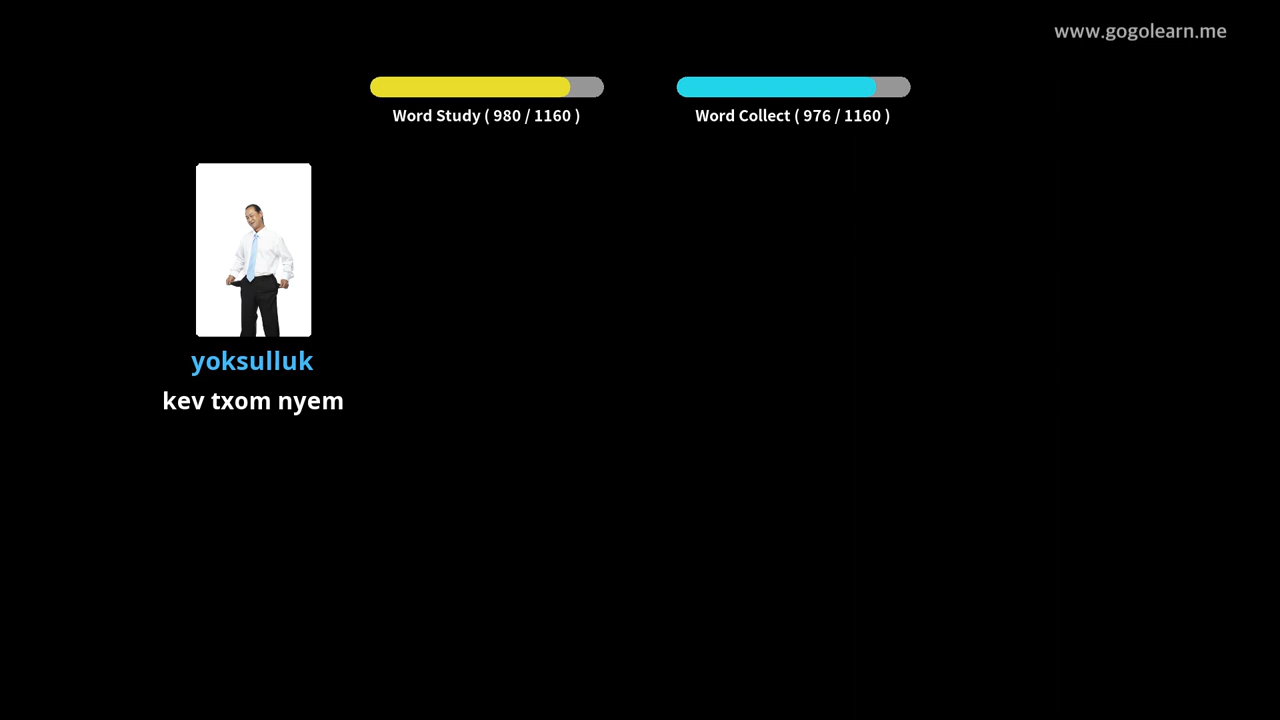 www.gogolearn.me
Word Study ( 980 / 1160 )
Word Collect ( 976 / 1160 )
yoksulluk
kev txom nyem